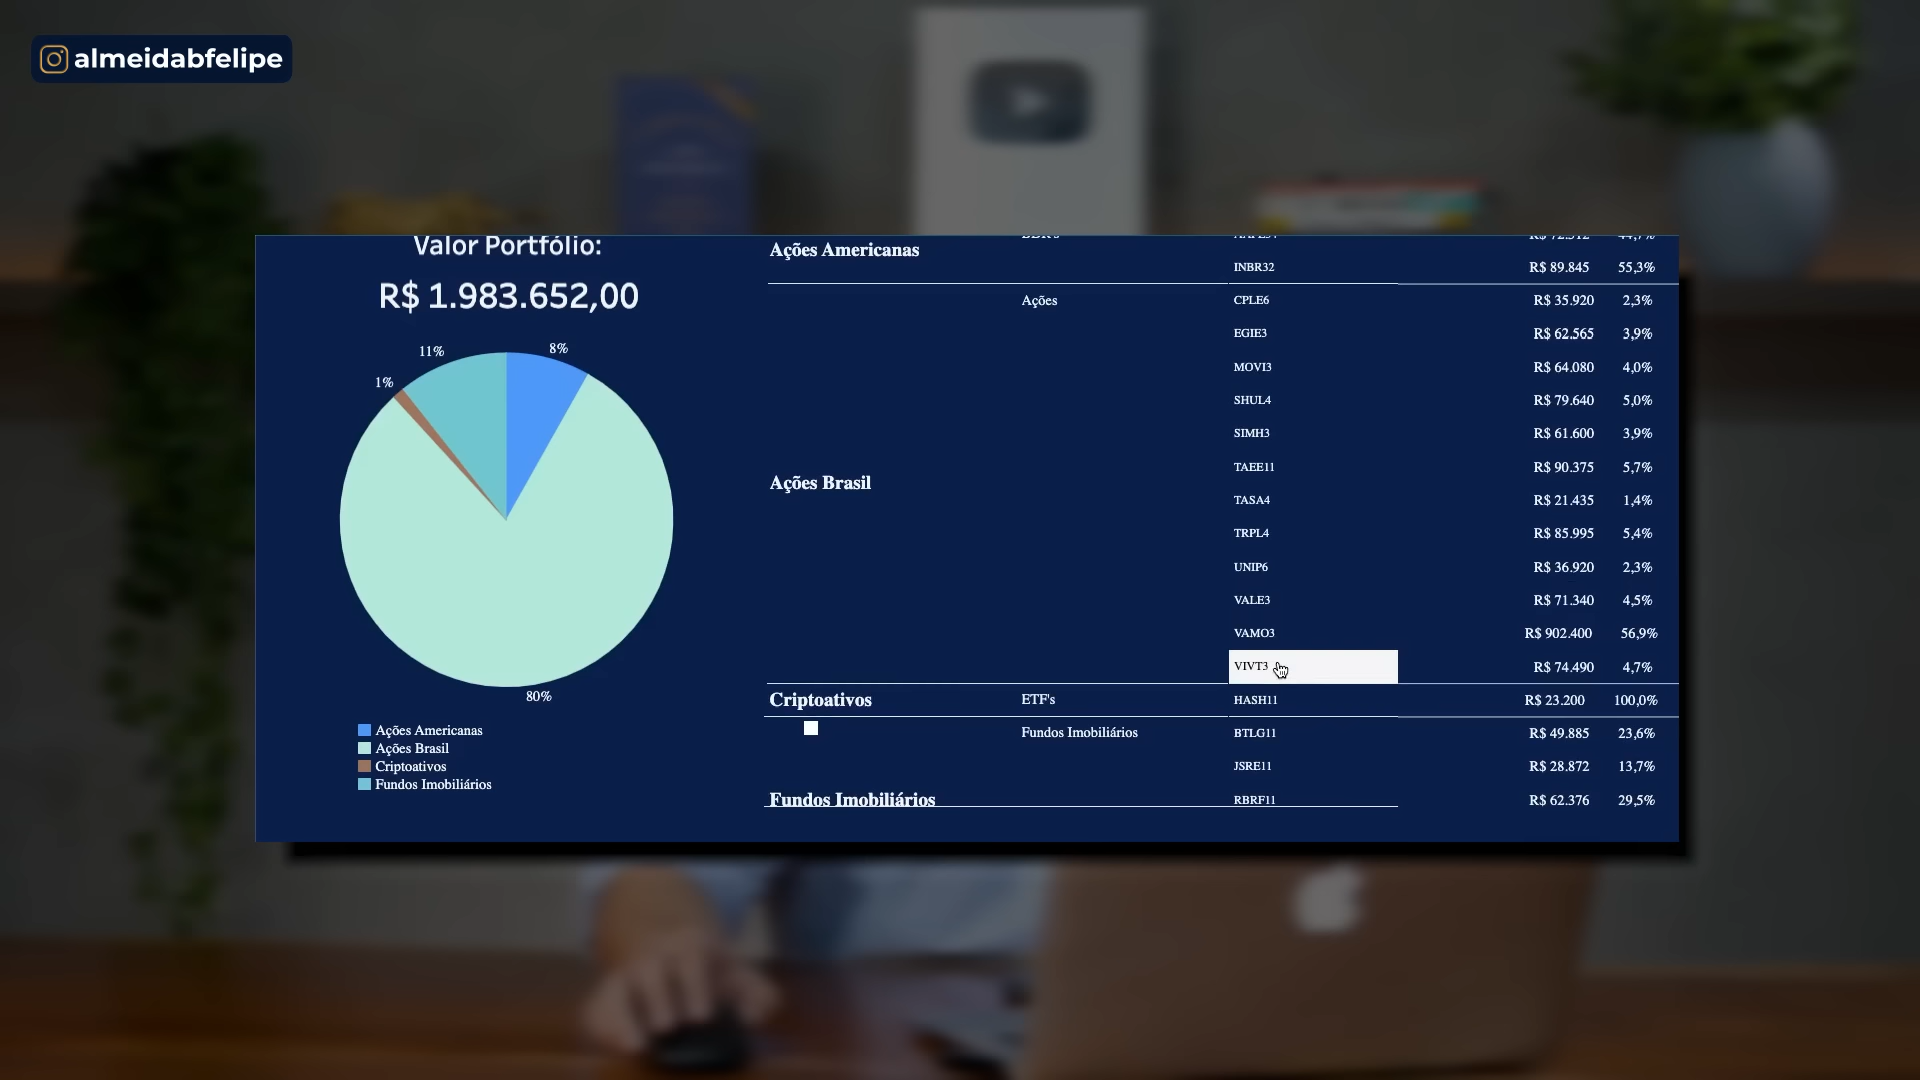 almeidabfelipe
Valor Portfólio:
R$ 1.983.652,00
11%
8%
1%
80%
Ações Americanas
Ações Brasil
Criptoativos
Fundos Imobiliários
Ações Americanas
INBR32 R$ 89.845 55,3%
Ações CPLE6 R$ 35.920 2,3%
EGIE3 R$ 62.565 3,9%
MOVI3 R$ 64.080 4,0%
SHUL4 R$ 79.640 5,0%
SIMH3 R$ 61.600 3,9%
TAEE11 R$ 90.375 5,7%
Ações Brasil
TASA4 R$ 21.435 1,4%
TRPL4 R$ 85.995 5,4%
UNIP6 R$ 36.920 2,3%
VALE3 R$ 71.340 4,5%
VAMO3 R$ 902.400 56,9%
VIVT3 R$ 74.490 4,7%
Criptoativos ETF's HASH11 R$ 23.200 100,0%
Fundos Imobiliários BTLG11 R$ 49.885 23,6%
JSRE11 R$ 28.872 13,7%
Fundos Imobiliários RBRF11 R$ 62.376 29,5%